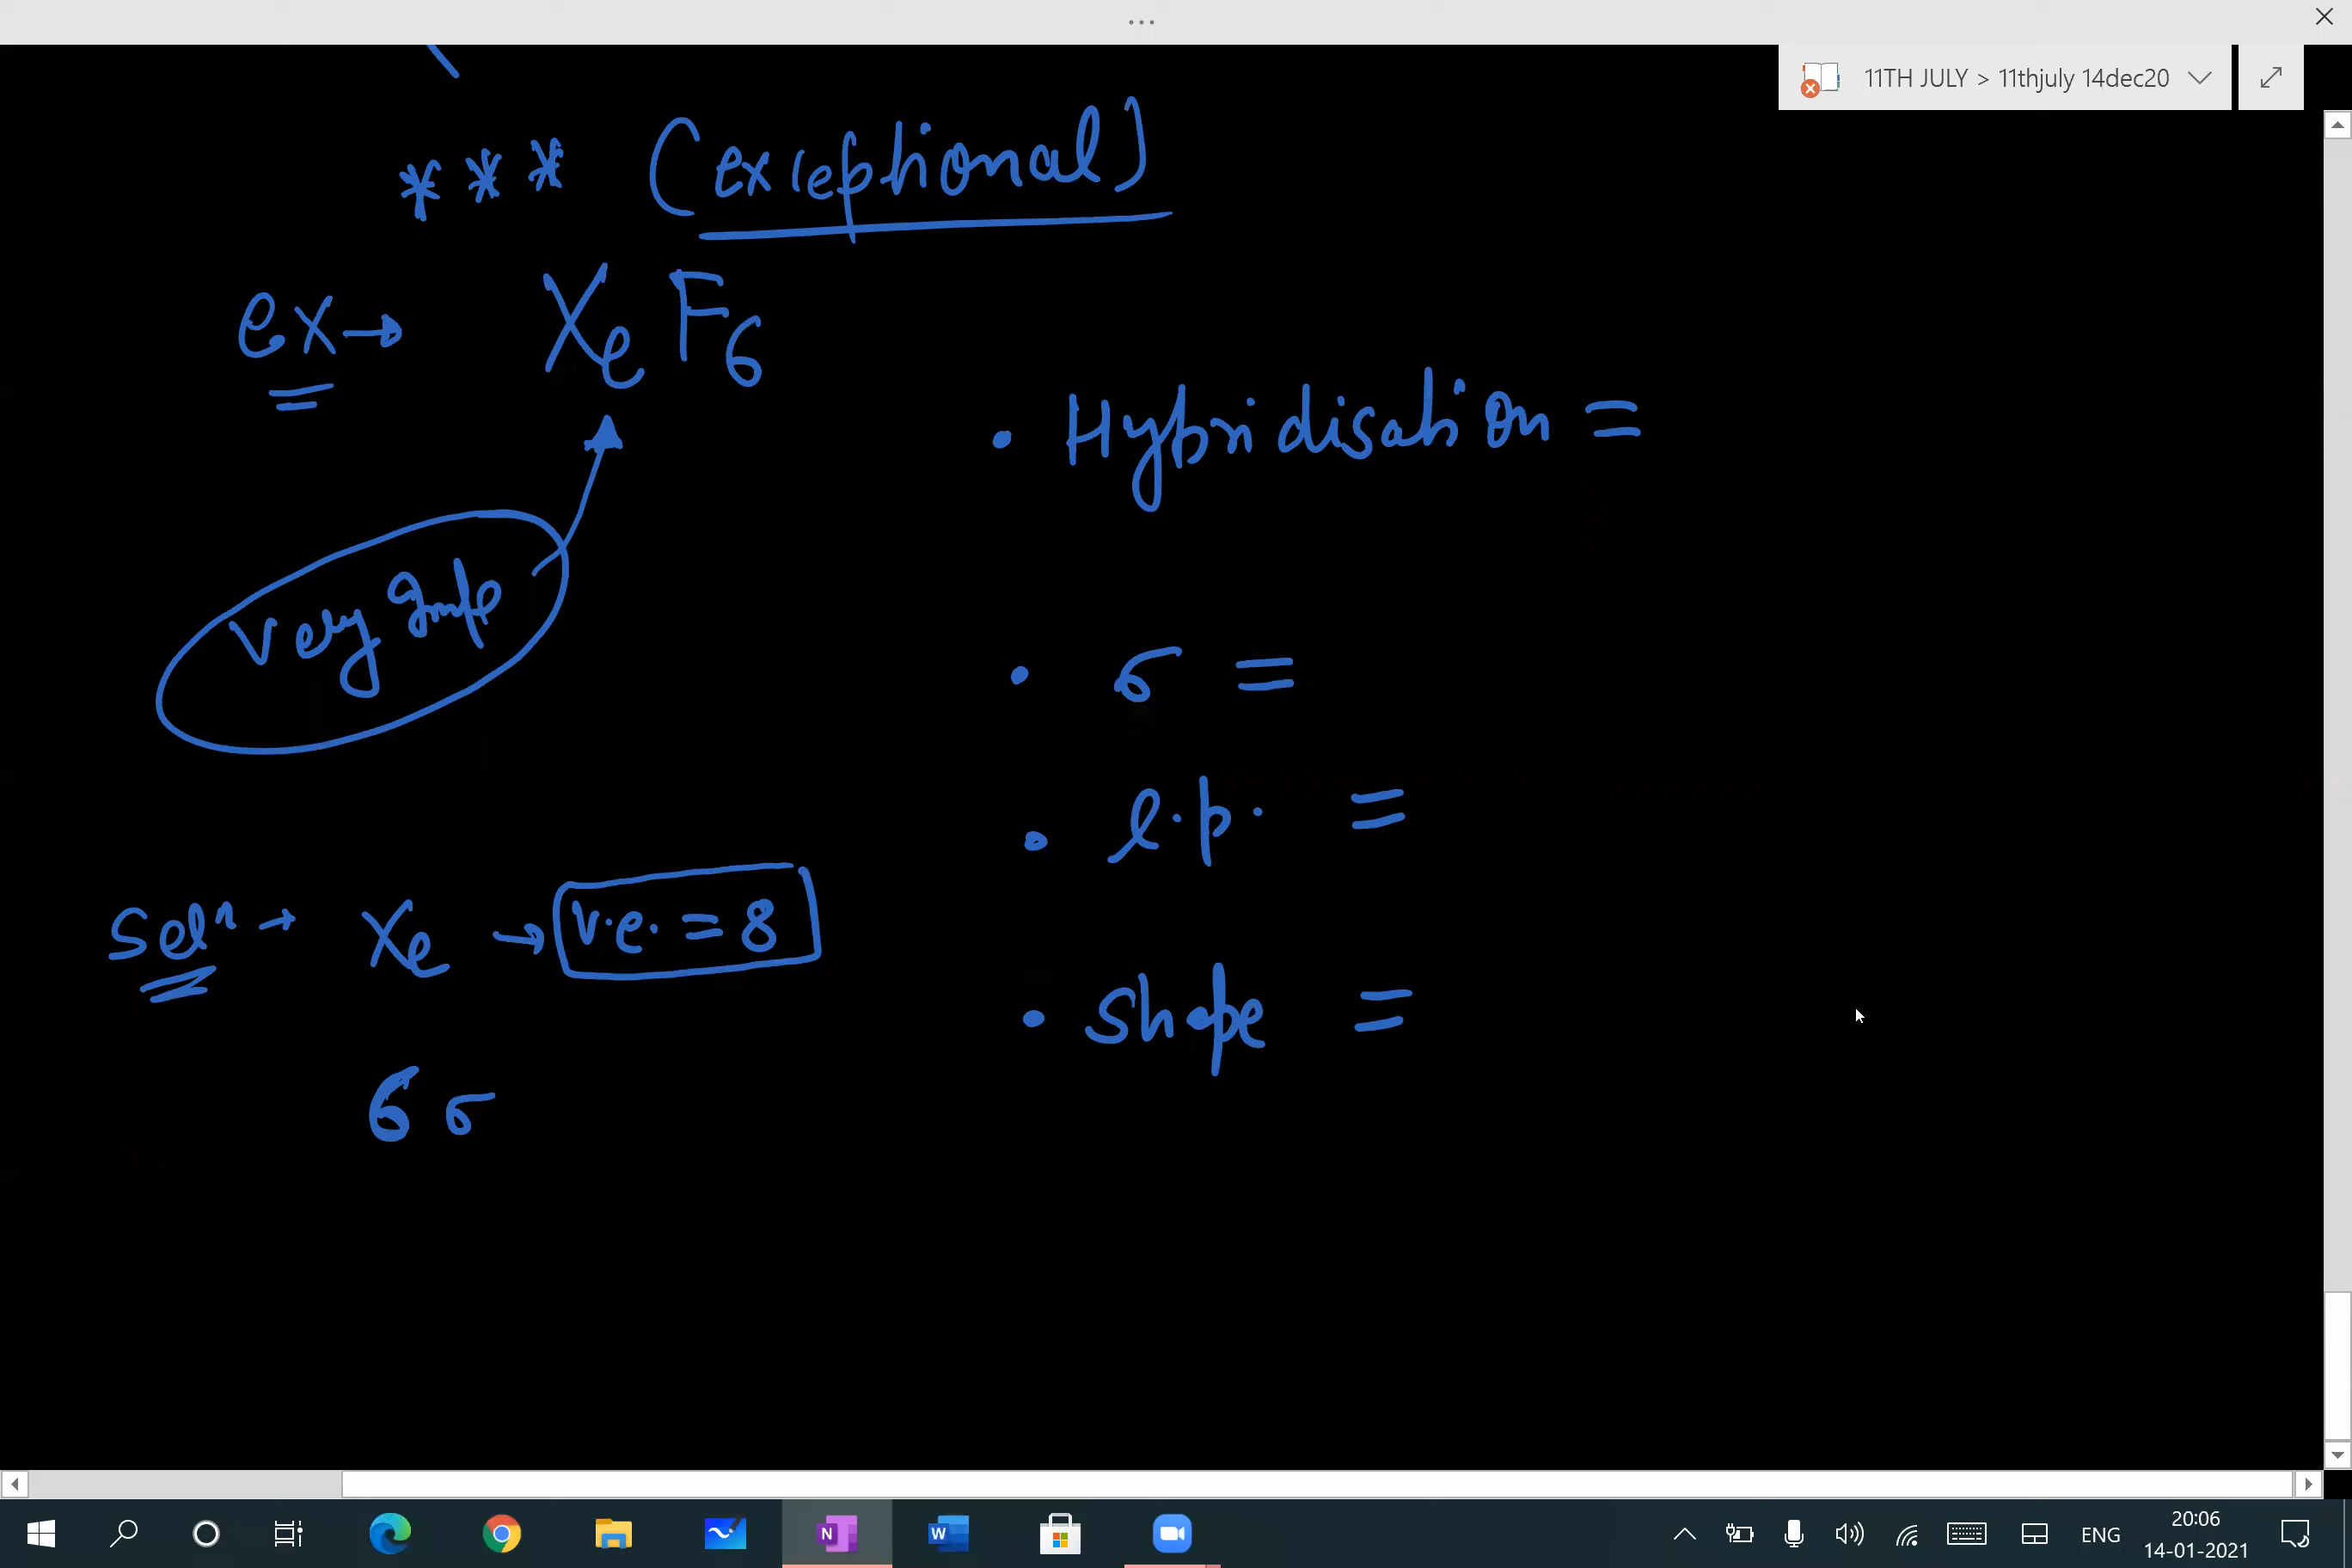 11TH JULY > 11thjuly 14dec20
*** (exceptional)
ex→ XeF6
• Hybridisation =
Very Imp
• σ =
• l.p. =
Solⁿ → Xe → v.e. = 8
• Shape =
6 σ
ENG
20:06
14-01-2021